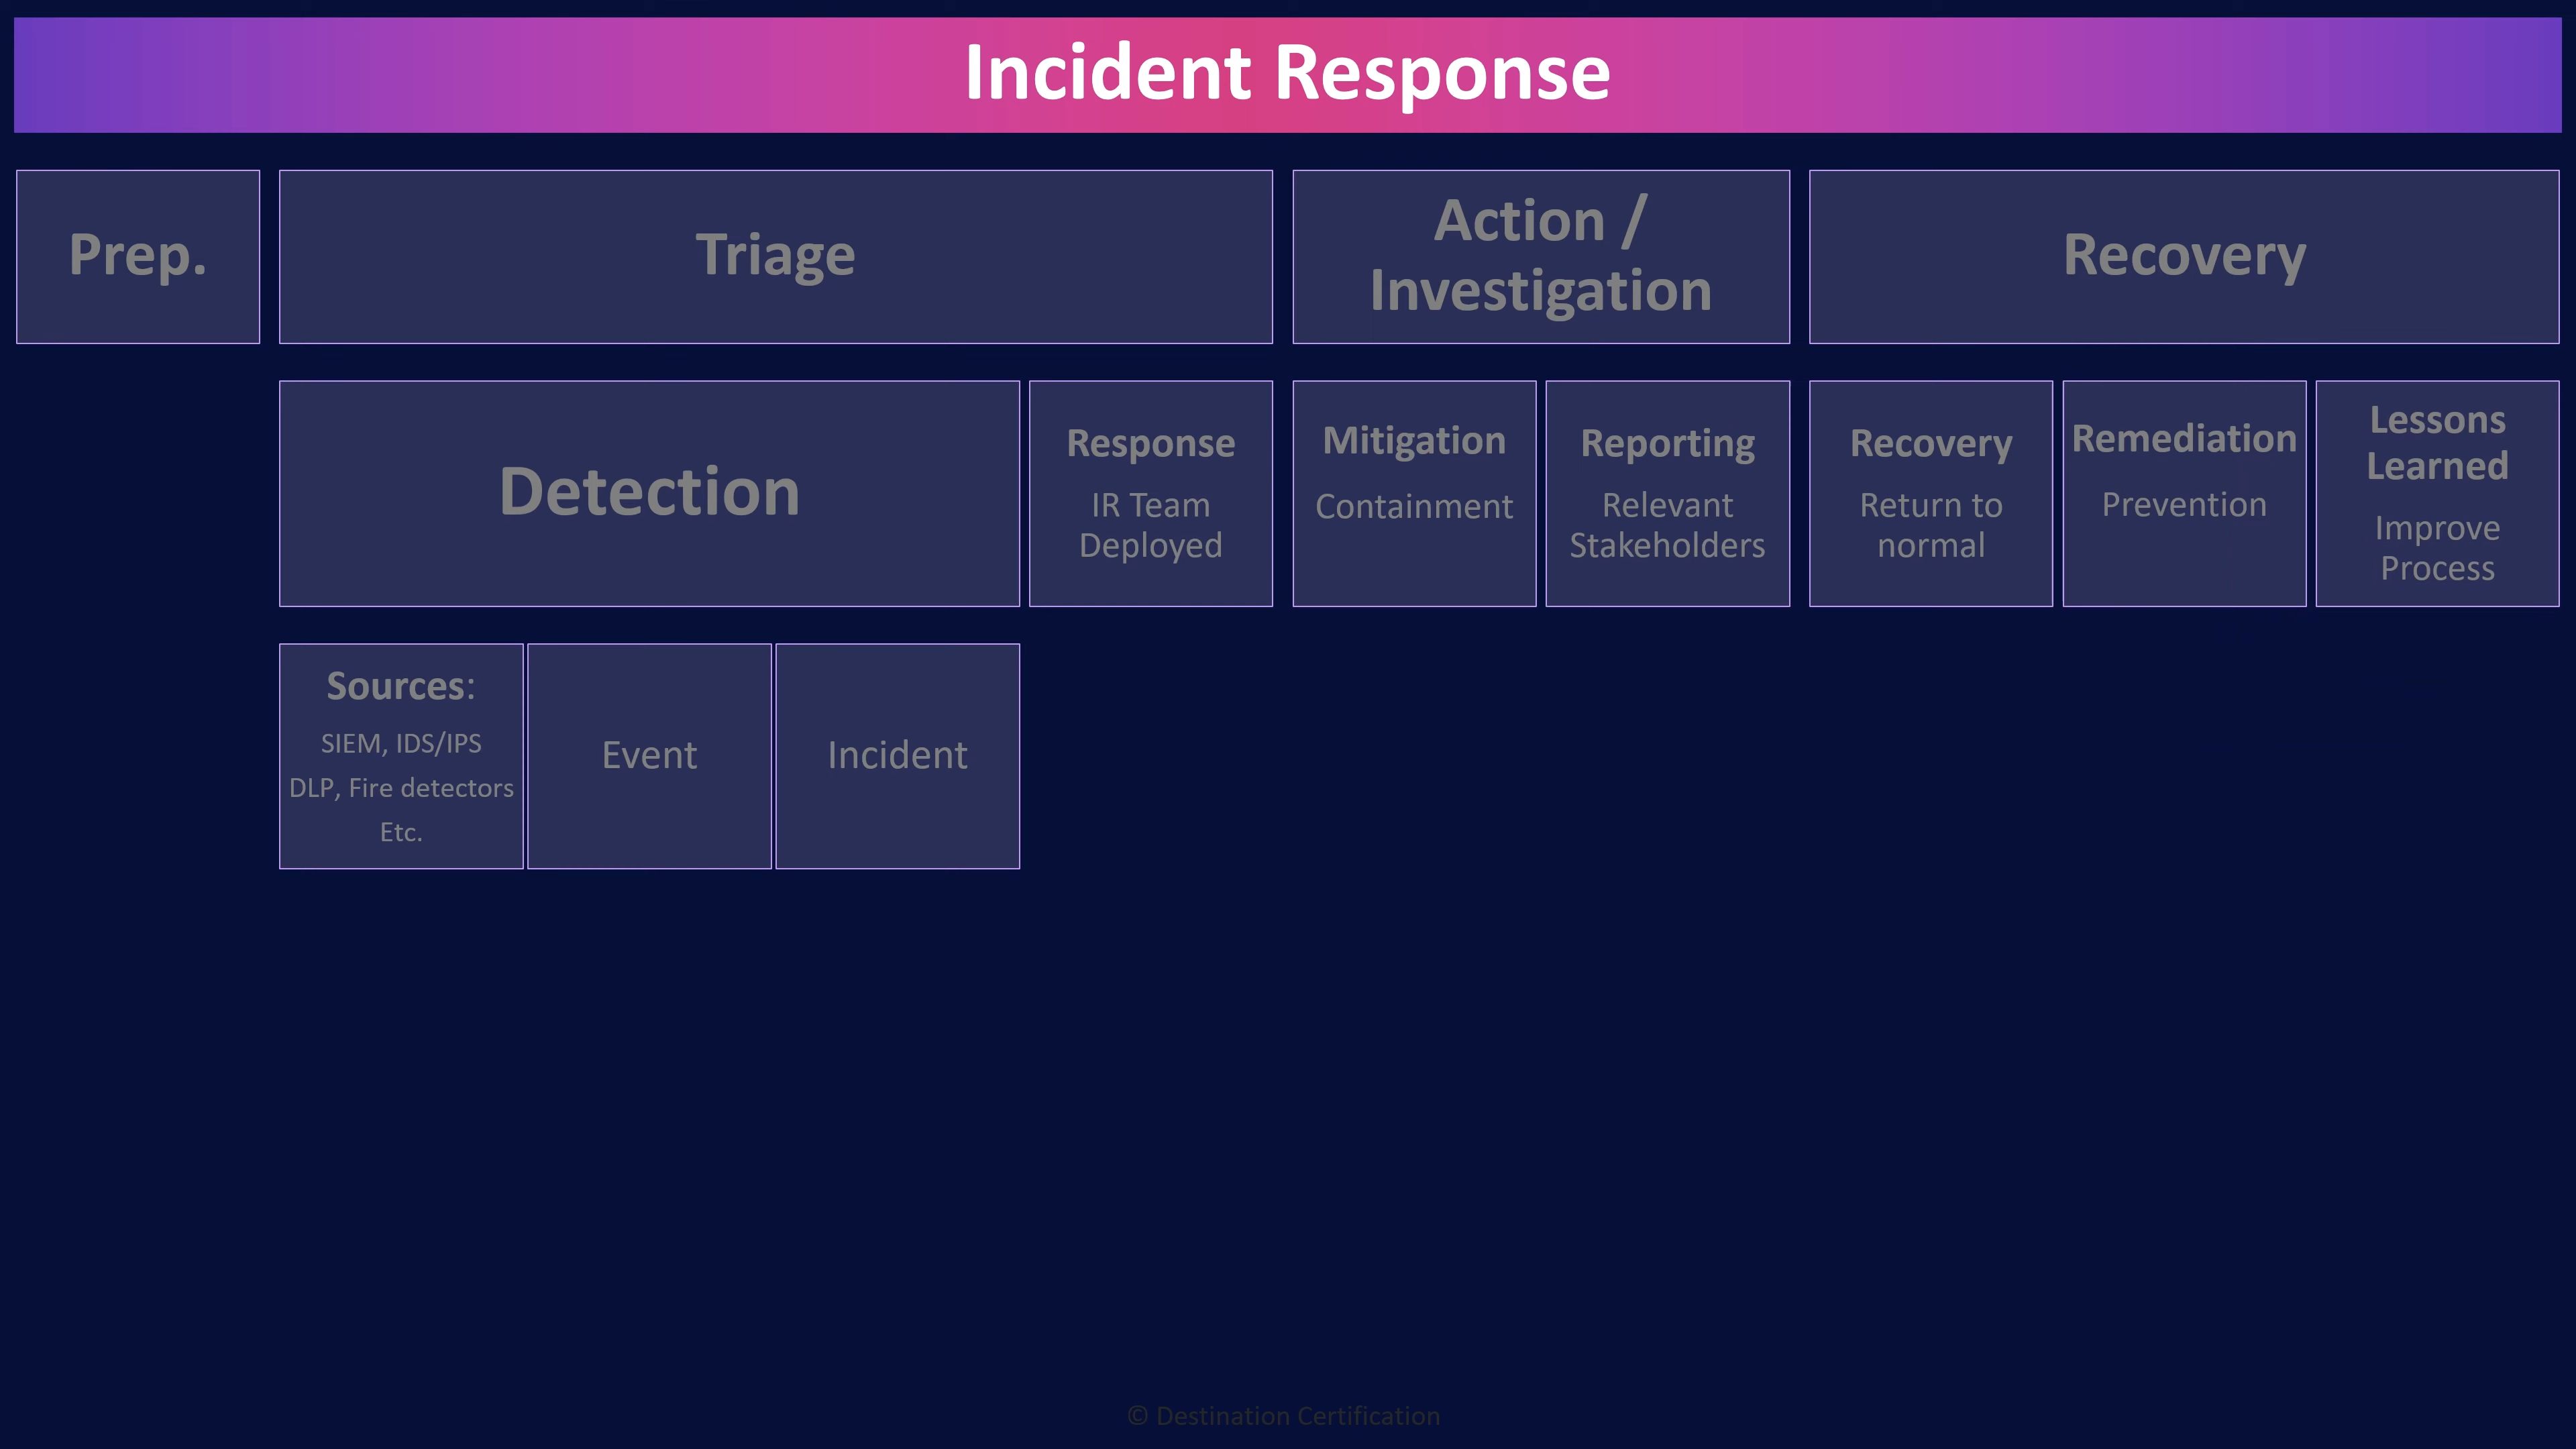 Incident Response
Prep.
Triage
Action /
Investigation
Recovery
Detection
Response
IR Team
Deployed
Mitigation
Containment
Reporting
Relevant
Stakeholders
Recovery
Return to
normal
Remediation
Prevention
Lessons
Learned
Improve
Process
Sources:
SIEM, IDS/IPS
DLP, Fire detectors
Etc.
Event
Incident
© Destination Certification